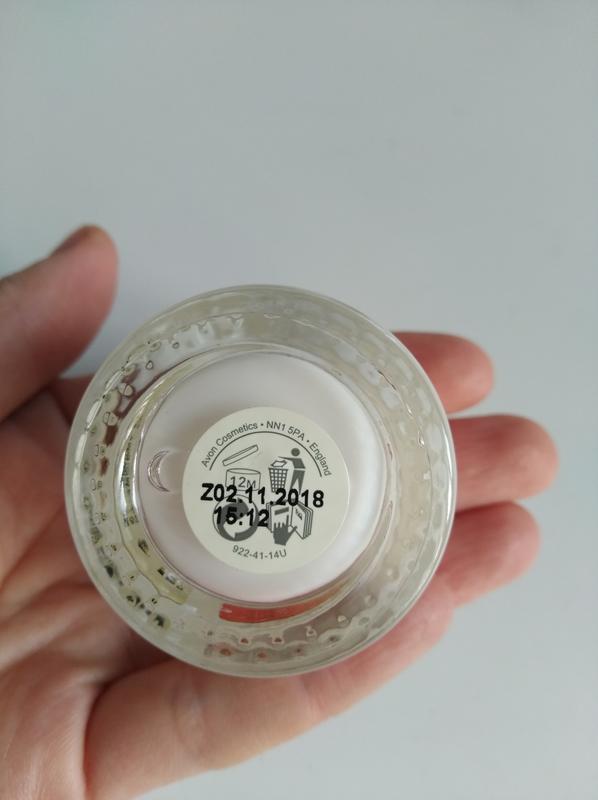 Avon Cosmetics • NN1 5PA • England
12M
Z02.11.2018
15:12
922-41-14U